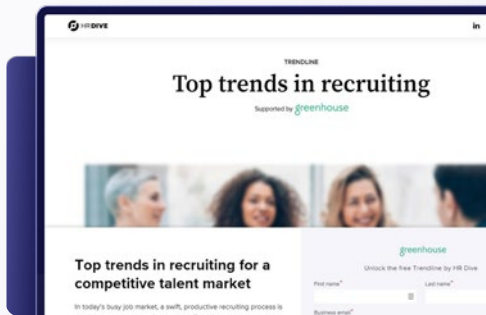 HRDIVE
in
TRENDLINE
Top trends in recruiting
Supported by greenhouse
Top trends in recruiting for a
competitive talent market
In today's busy job market, a swift, productive recruiting process is
greenhouse
Unlock the free Trendline by HR Dive
First name*
Last name*
Business email*